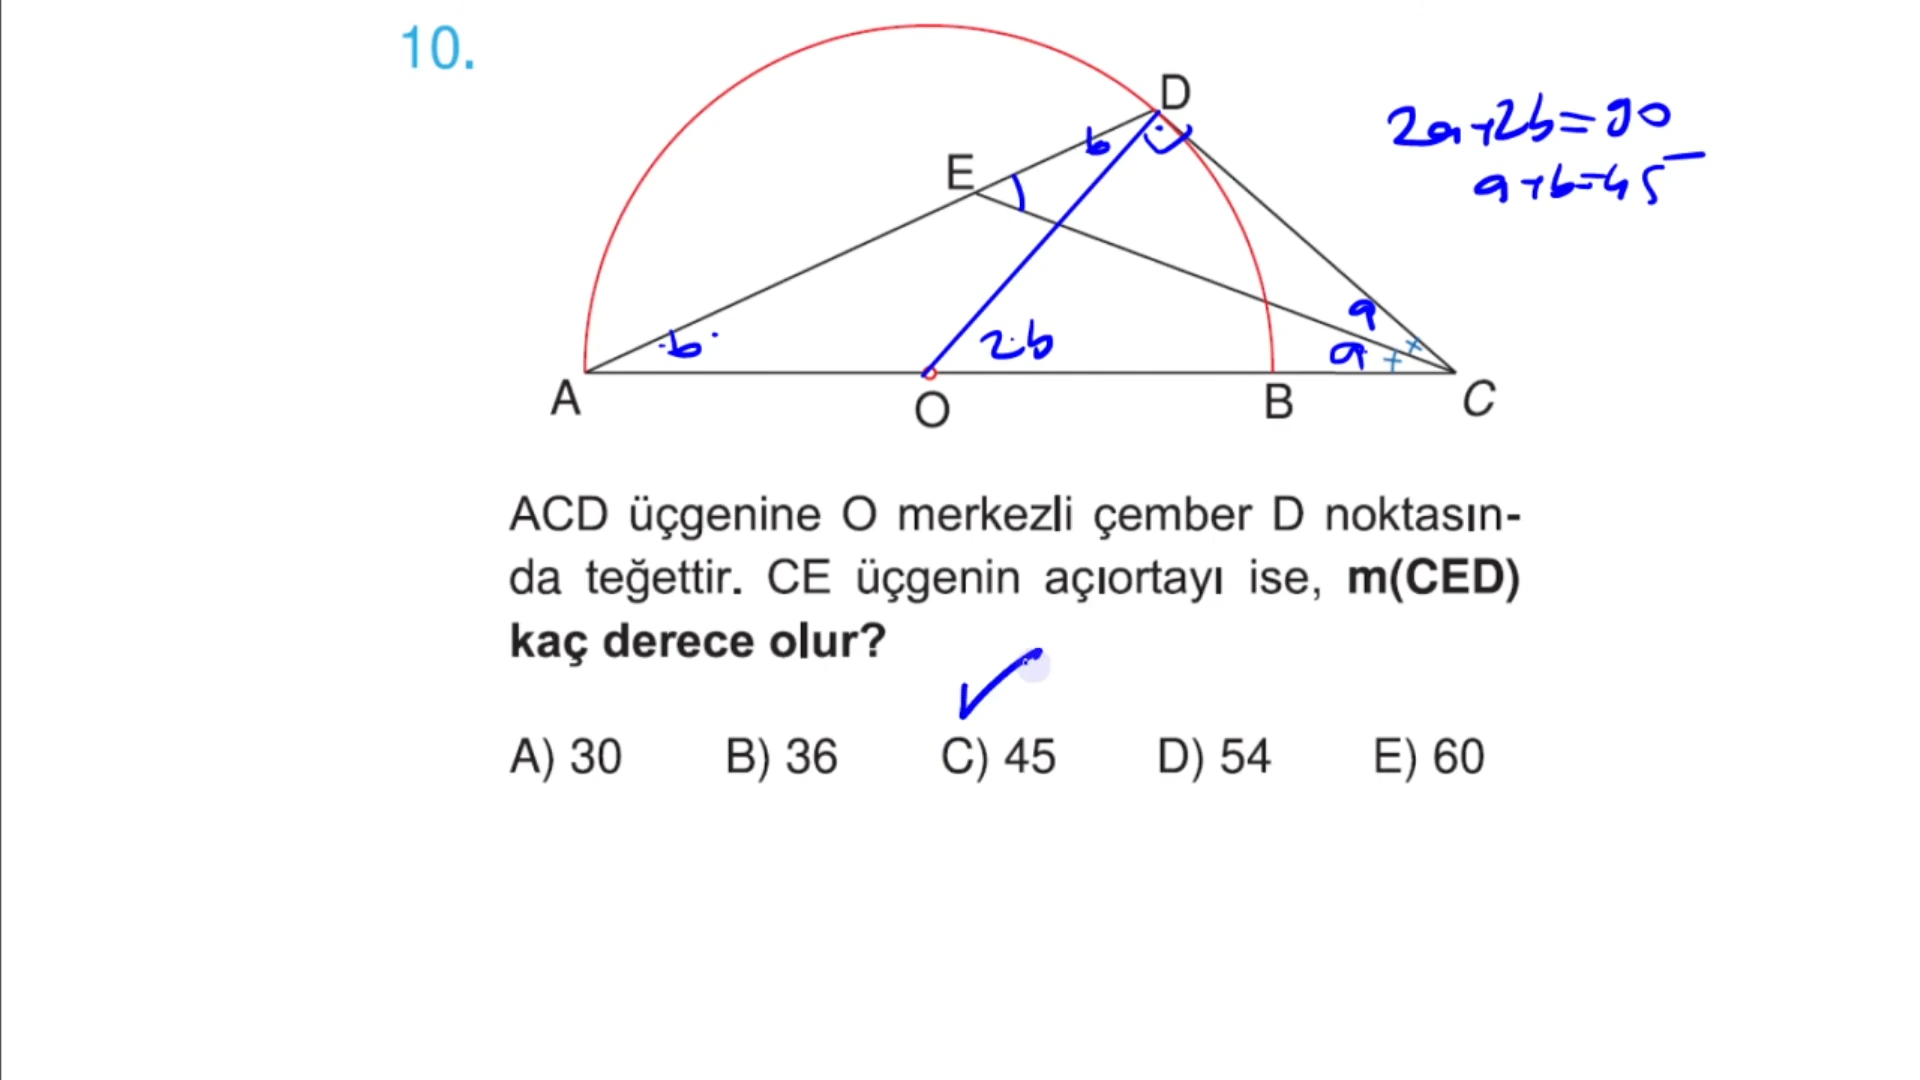 10.
D
2a+2b=90
b
E
a+b=45
a
b
2b
a
A
O
B
C
ACD üçgenine O merkezli çember D noktasın-
da teğettir. CE üçgenin açıortayı ise, m(CED)
kaç derece olur?
A) 30 B) 36 C) 45 D) 54 E) 60